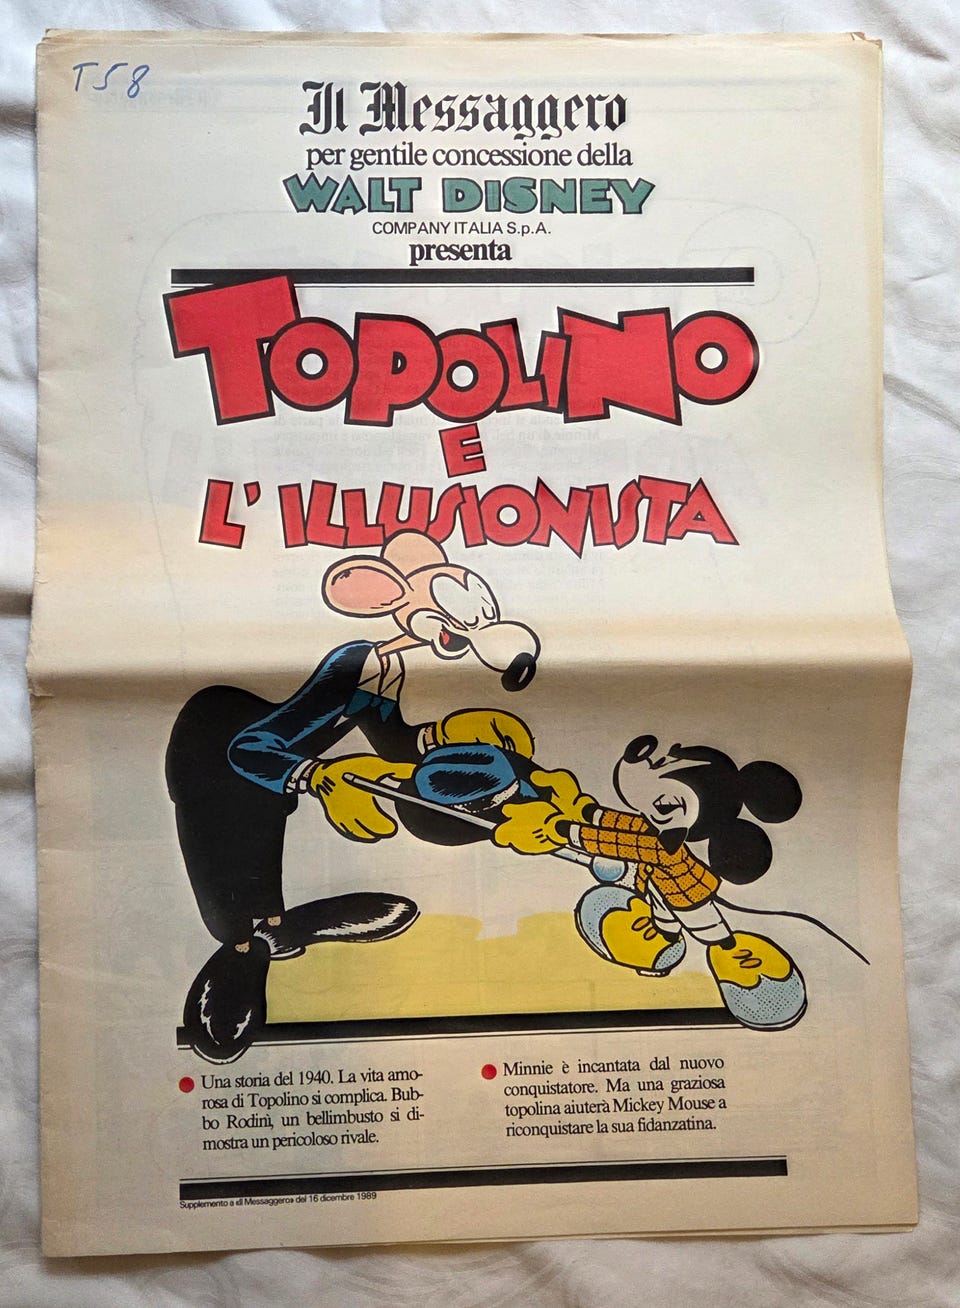 T58
Il Messaggero
per gentile concessione della
WALT DISNEY
COMPANY ITALIA S.p.A.
presenta
TOPOLINO
E
L'ILLUSIONISTA
Una storia del 1940. La vita amo-
rosa di Topolino si complica. Bub-
bo Rodinì, un bellimbusto si di-
mostra un pericoloso rivale.
Minnie è incantata dal nuovo
conquistatore. Ma una graziosa
topolina aiuterà Mickey Mouse a
riconquistare la sua fidanzatina.
Supplemento a «Il Messaggero» del 16 dicembre 1989